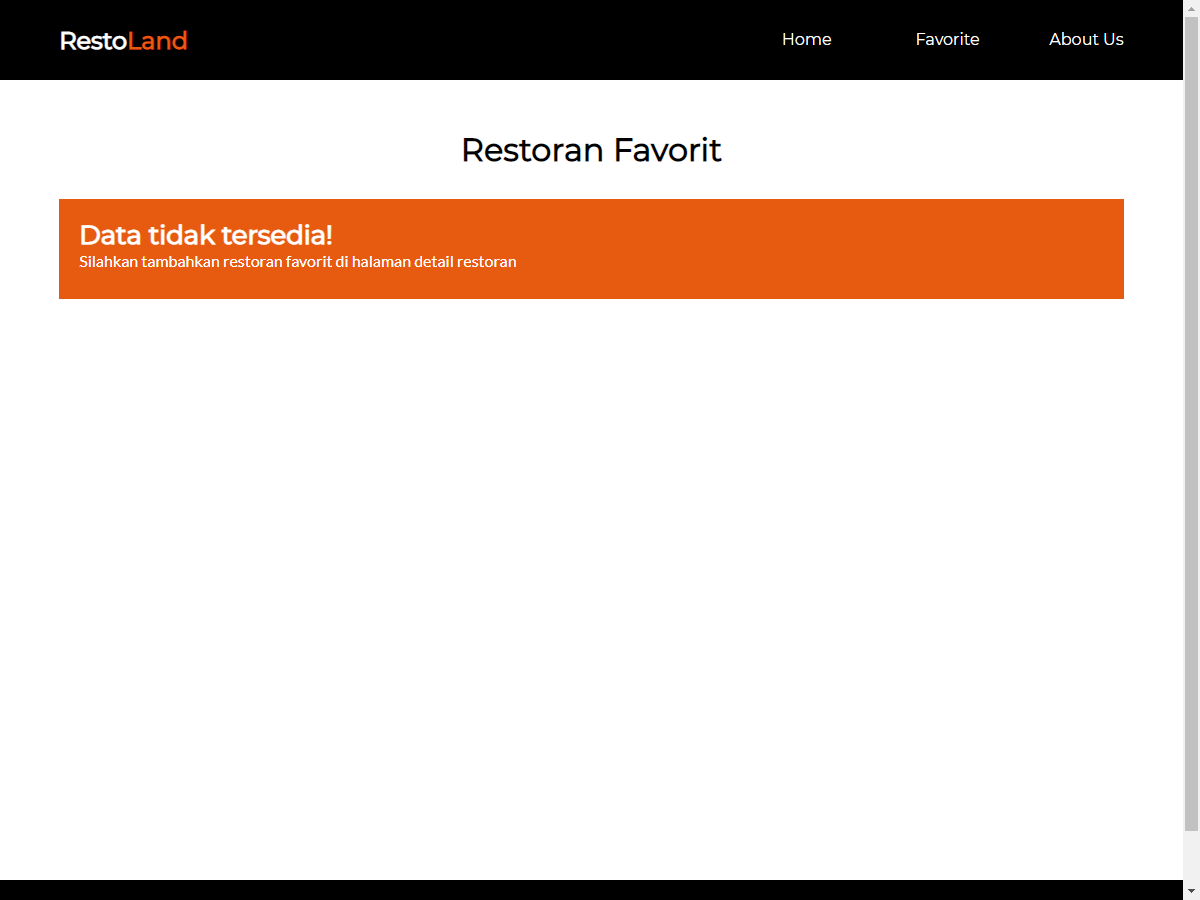 RestoLand
Home
Favorite
About Us
Restoran Favorit
Data tidak tersedia!
Silahkan tambahkan restoran favorit di halaman detail restoran